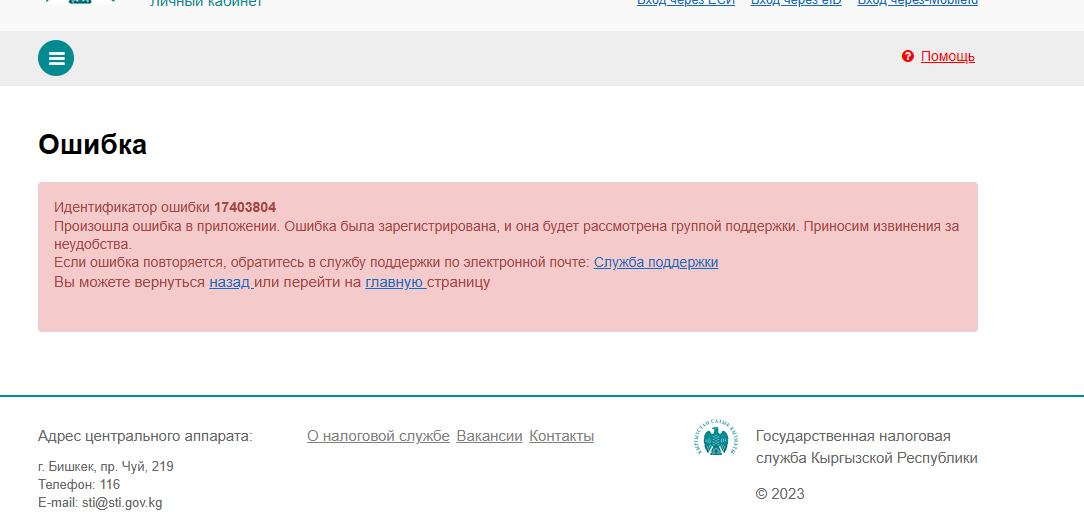 Личный кабинет
Вход через ЕСИ Вход через eID Вход через-MobileId
Помощь
Ошибка
Идентификатор ошибки 17403804
Произошла ошибка в приложении. Ошибка была зарегистрирована, и она будет рассмотрена группой поддержки. Приносим извинения за
неудобства.
Если ошибка повторяется, обратитесь в службу поддержки по электронной почте: Служба поддержки
Вы можете вернуться назад или перейти на главную страницу
Адрес центрального аппарата:
г. Бишкек, пр. Чуй, 219
Телефон: 116
E-mail: sti@sti.gov.kg
О налоговой службе Вакансии Контакты
КЫРГЫЗСТАН САЛЫК КЫЗМАТЫ
Государственная налоговая
служба Кыргызской Республики
© 2023